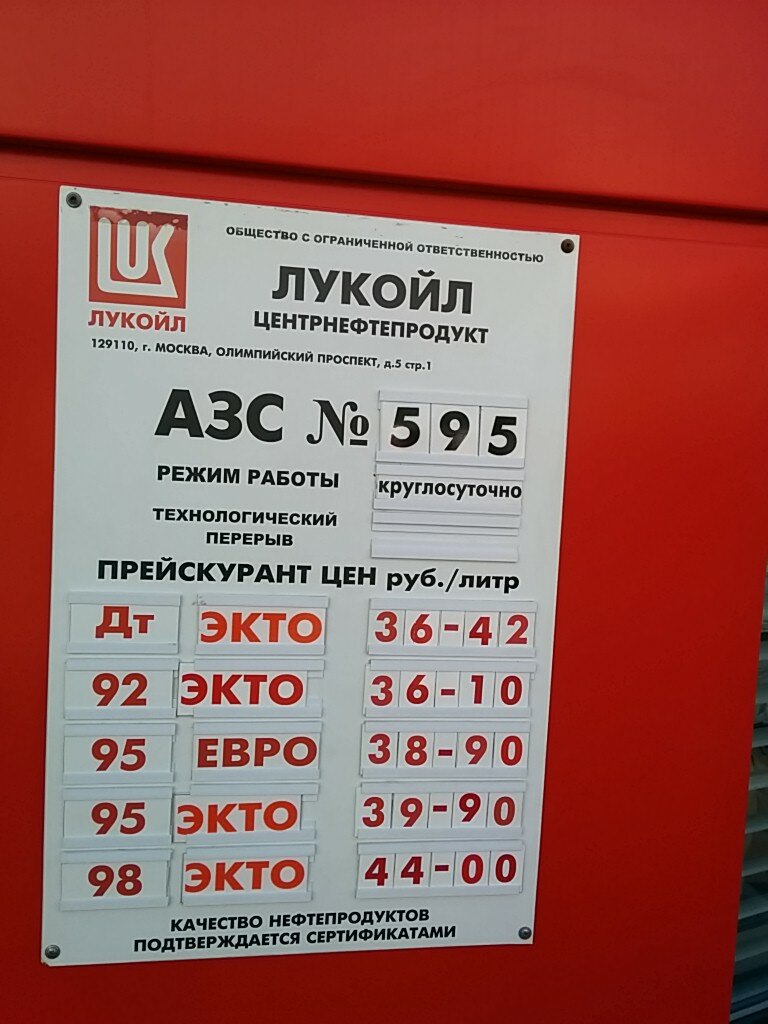 LUK
ЛУКОЙЛ
ОБЩЕСТВО С ОГРАНИЧЕННОЙ ОТВЕТСТВЕННОСТЬЮ
ЛУКОЙЛ
ЦЕНТРНЕФТЕПРОДУКТ
129110, г. МОСКВА, ОЛИМПИЙСКИЙ ПРОСПЕКТ, д.5 стр.1
АЗС № 595
РЕЖИМ РАБОТЫ круглосуточно
ТЕХНОЛОГИЧЕСКИЙ
ПЕРЕРЫВ
ПРЕЙСКУРАНТ ЦЕН руб./литр
Дт ЭКТО 36-42
92 ЭКТО 36-10
95 ЕВРО 38-90
95 ЭКТО 39-90
98 ЭКТО 44-00
КАЧЕСТВО НЕФТЕПРОДУКТОВ
ПОДТВЕРЖДАЕТСЯ СЕРТИФИКАТАМИ